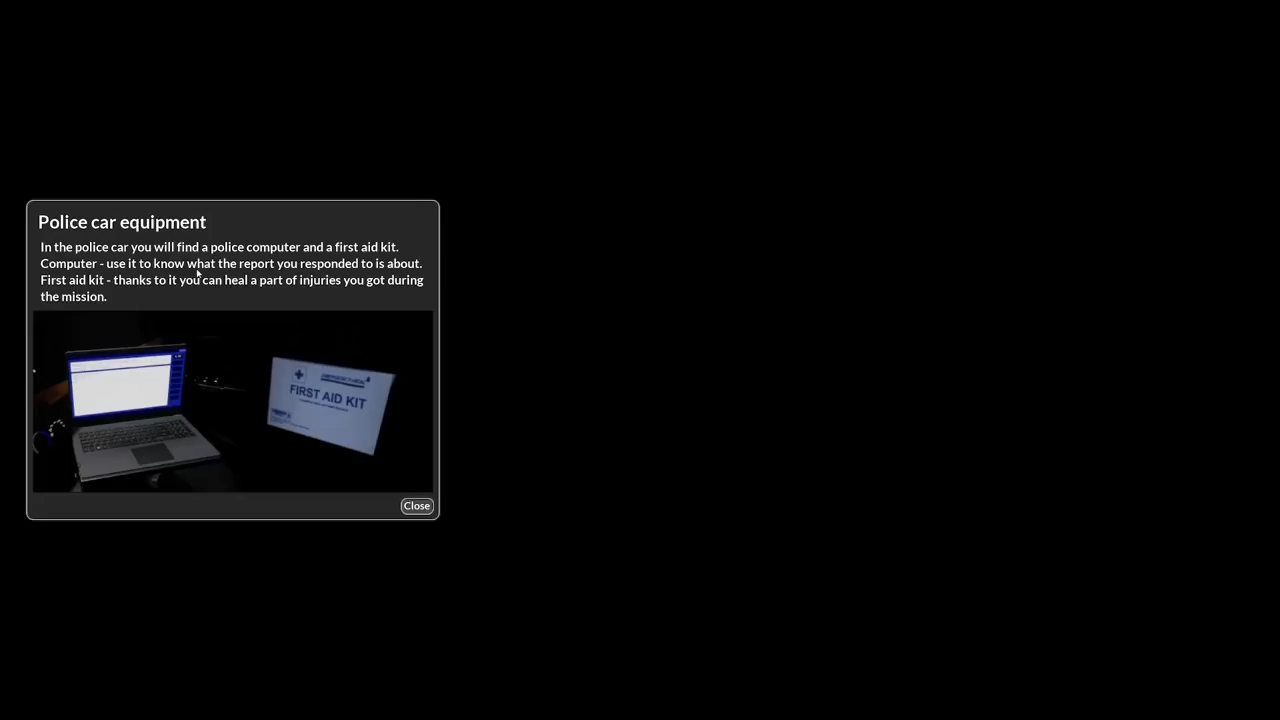 Police car equipment
In the police car you will find a police computer and a first aid kit.
Computer - use it to know what the report you responded to is about.
First aid kit - thanks to it you can heal a part of injuries you got during
the mission.
FIRST AID KIT
Close